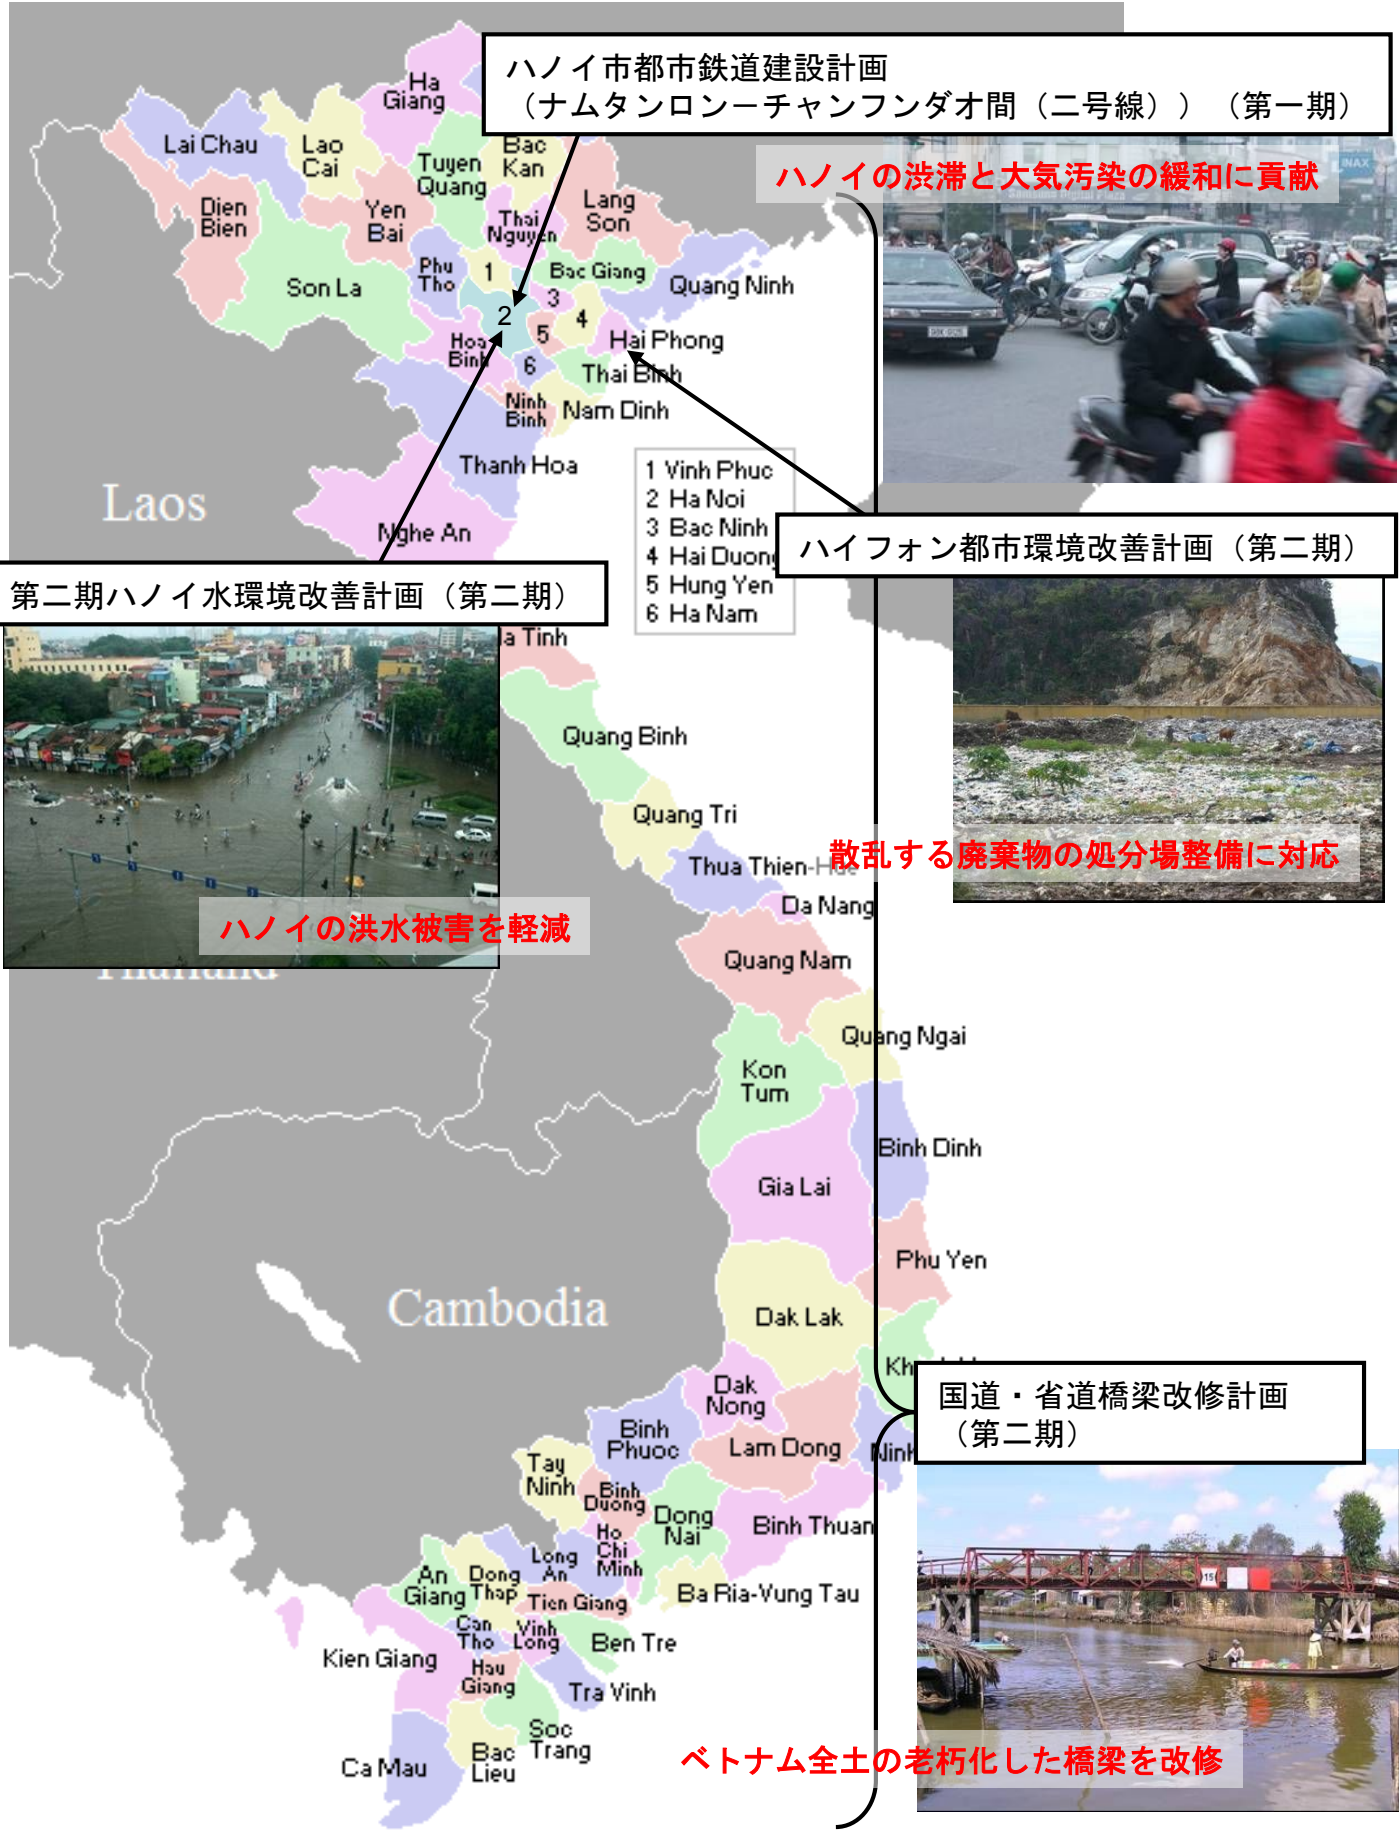 ハノイ市都市鉄道建設計画
（ナムタンロンーチャンフンダオ間（二号線））（第一期）
ハノイの渋滞と大気汚染の緩和に貢献
INAX
Ha
Giang
Lai Chau
Lao
Cai
Tuyen
Quang
Bac
Kan
Dien
Bien
Yen
Bai
Thai
Nguyen
Lang
Son
Son La
Phu
Tho
1
Bac Giang
Quang Ninh
2
3
4
5
6
Hoa
Binh
Hai Phong
Thai Binh
Ninh
Binh
Nam Dinh
Thanh Hoa
Laos
Nghe An
1 Vinh Phuc
2 Ha Noi
3 Bac Ninh
4 Hai Duong
5 Hung Yen
6 Ha Nam
ハイフォン都市環境改善計画（第二期）
第二期ハノイ水環境改善計画（第二期）
a Tinh
Quang Binh
Quang Tri
散乱する廃棄物の処分場整備に対応
Thua Thien-Hue
Da Nang
ハノイの洪水被害を軽減
Thailand
Quang Nam
Quang Ngai
Kon
Tum
Binh Dinh
Gia Lai
Phu Yen
Cambodia
Dak Lak
Kh
国道・省道橋梁改修計画
（第二期）
Dak
Nong
Binh
Phuoc
Lam Dong
Ninh
Tay
Ninh
Binh
Duong
Dong
Nai
Binh Thuan
Ho
Chi
Minh
Long
An
An
Giang
Dong
Thap
Tien Giang
Ba Ria-Vung Tau
15
Can
Tho
Vinh
Long
Ben Tre
Kien Giang
Hau
Giang
Tra Vinh
Soc
Trang
Bac
Lieu
Ca Mau
ベトナム全土の老朽化した橋梁を改修